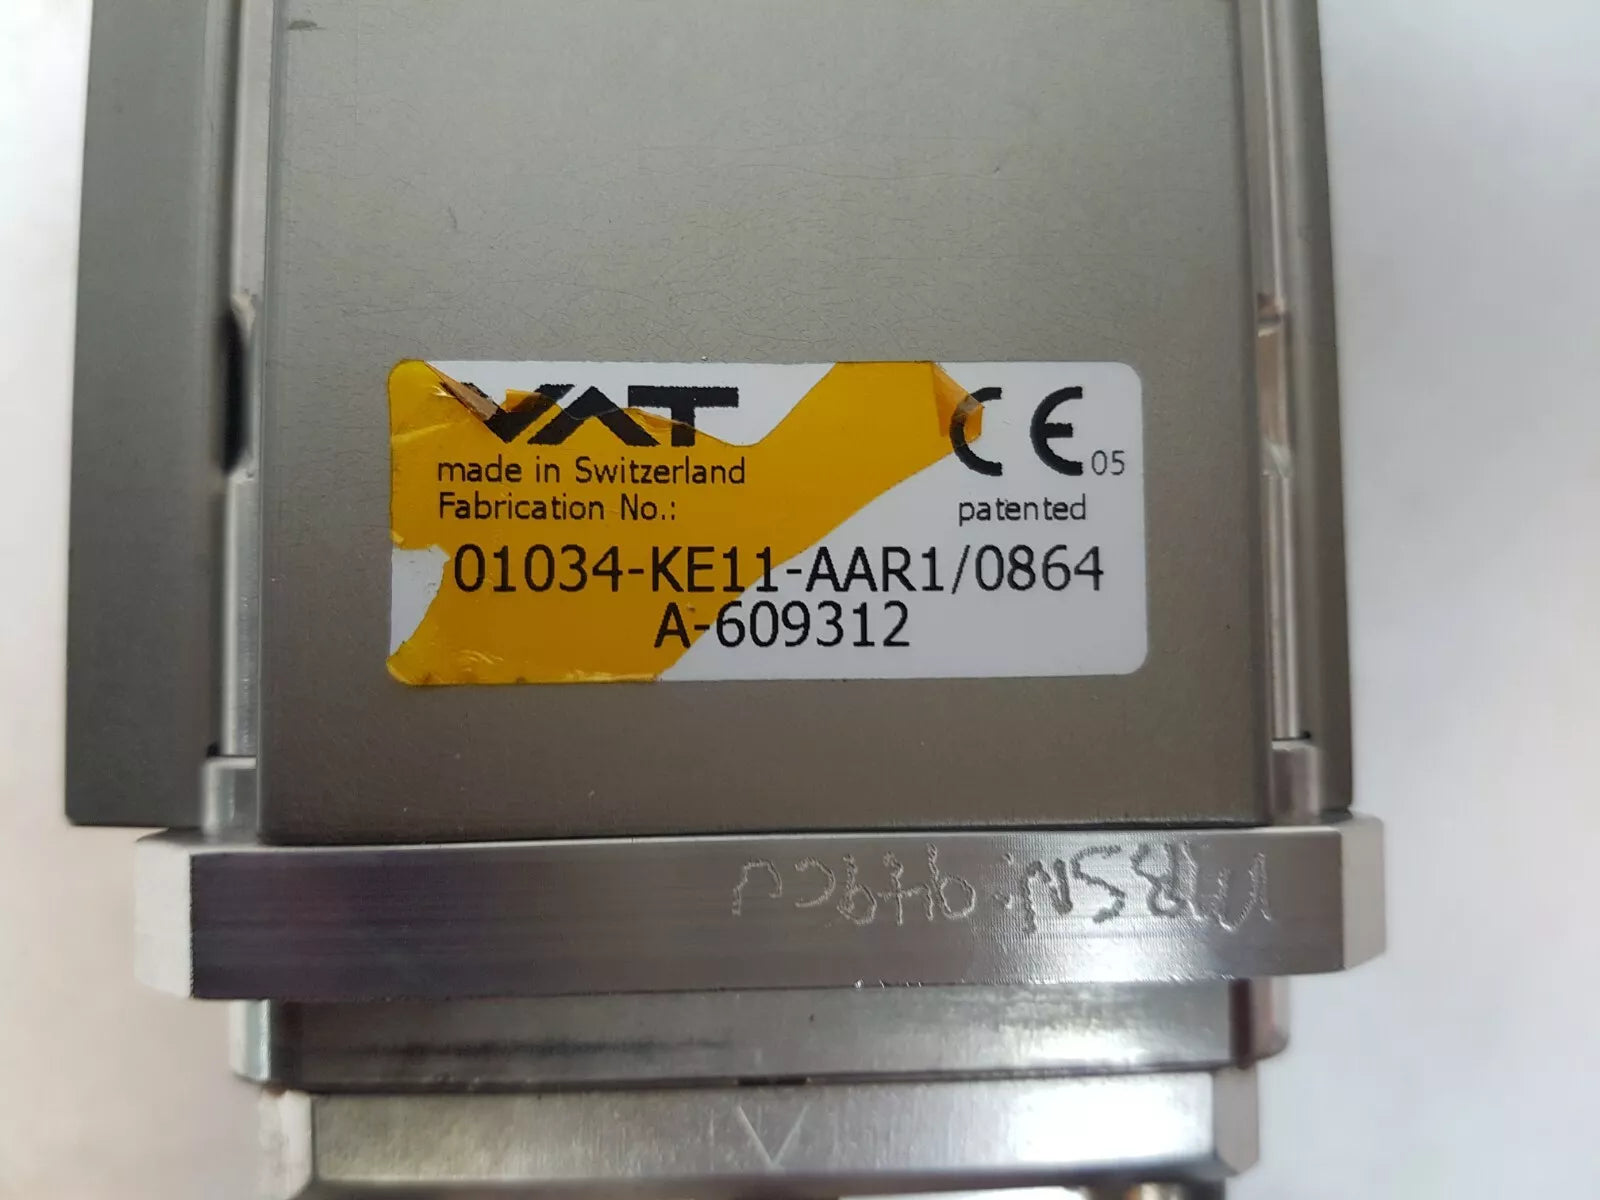 VAT
CE 05
made in Switzerland
Fabrication No.:
patented
01034-KE11-AAR1/0864
A-609312